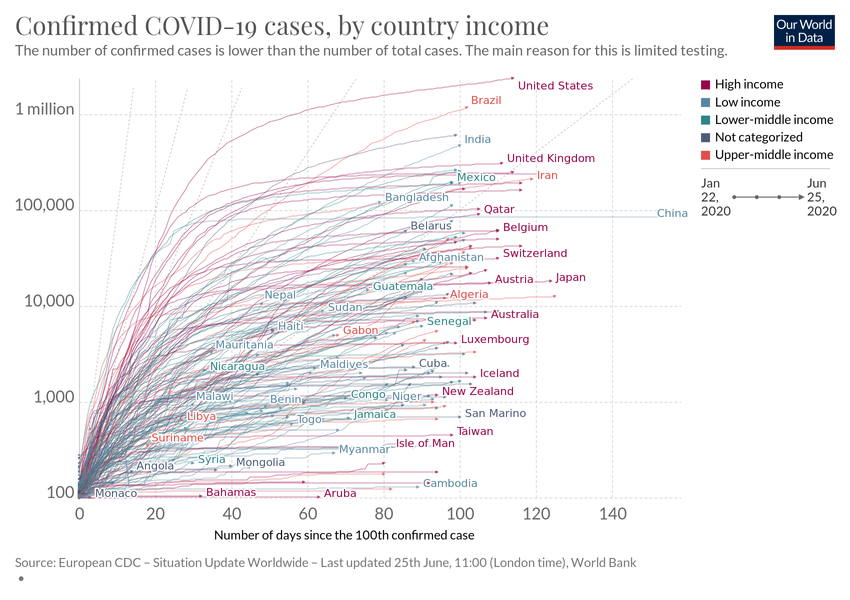 Confirmed COVID-19 cases, by country income
The number of confirmed cases is lower than the number of total cases. The main reason for this is limited testing.
Our World
in Data
1 million
100,000
10,000
1,000
100
0
20
40
60
80
100
120
140
Number of days since the 100th confirmed case
United States
Brazil
India
United Kingdom
Mexico
Iran
Bangladesh
Qatar
China
Belarus
Belgium
Afghanistan
Switzerland
Guatemala
Austria
Japan
Nepal
Algeria
Sudan
Australia
Haiti
Gabon
Senegal
Mauritania
Luxembourg
Nicaragua
Maldives
Cuba
Iceland
Malawi
Benin
Congo
Niger
New Zealand
Libya
Togo
Jamaica
San Marino
Suriname
Taiwan
Isle of Man
Myanmar
Angola
Syria
Mongolia
Cambodia
Monaco
Bahamas
Aruba
High income
Low income
Lower-middle income
Not categorized
Upper-middle income
Jan
22,
2020
Jun
25,
2020
Source: European CDC – Situation Update Worldwide – Last updated 25th June, 11:00 (London time), World Bank